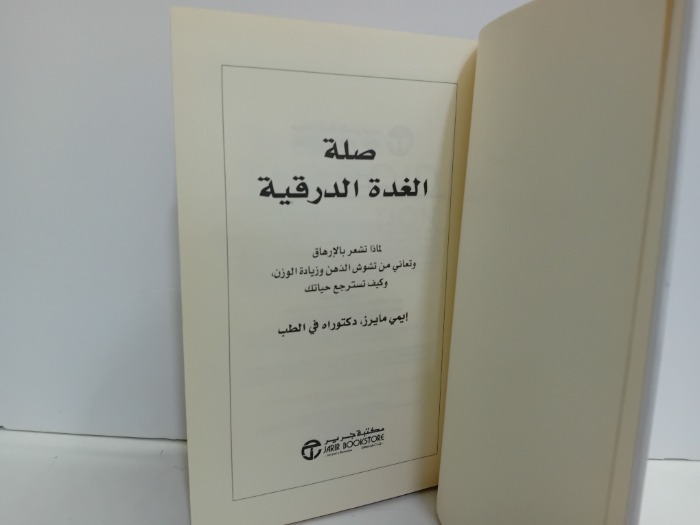 صلة
الغدة الدرقية
لماذا تشعر بالإرهاق
وتعاني من تشوش الذهن وزيادة الوزن،
وكيف تسترجع حياتك
إيمي مايرز، دكتوراه في الطب
مكتبة جرير
JARIR BOOKSTORE